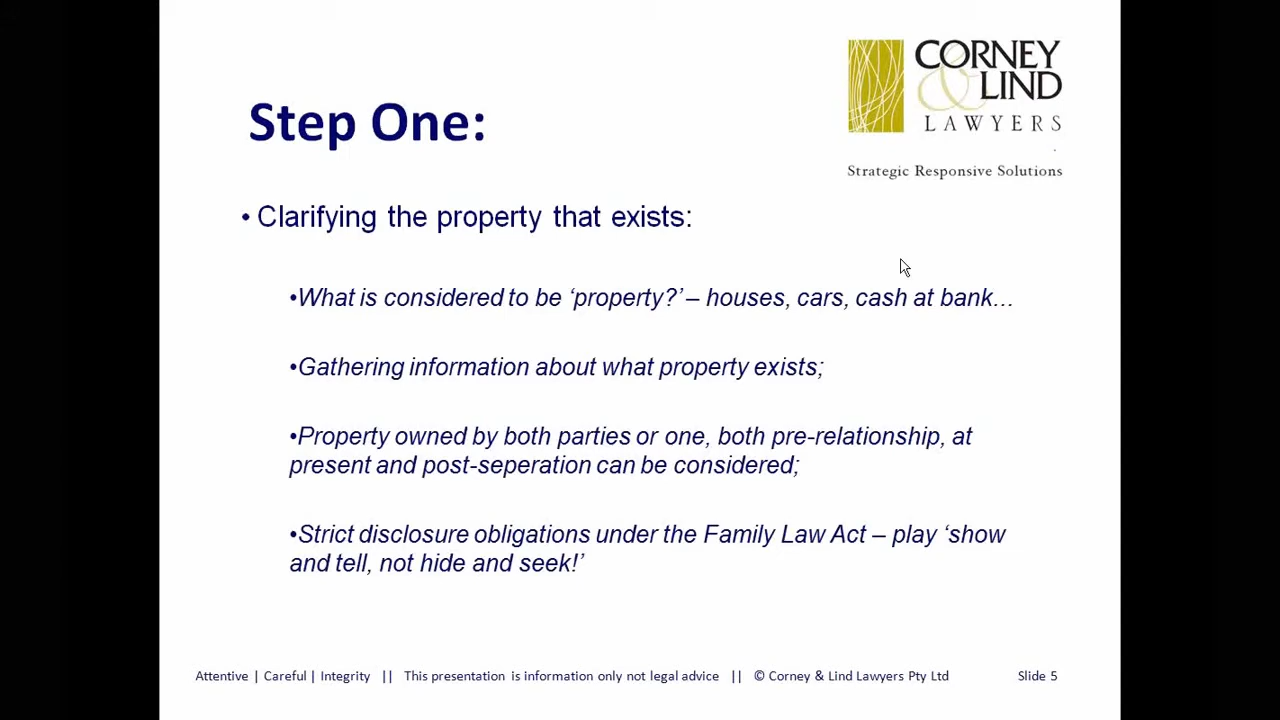 CORNEY
& LIND
LAWYERS
Strategic Responsive Solutions
Step One:
• Clarifying the property that exists:
•What is considered to be ‘property?’ – houses, cars, cash at bank...
•Gathering information about what property exists;
•Property owned by both parties or one, both pre-relationship, at
present and post-seperation can be considered;
•Strict disclosure obligations under the Family Law Act – play ‘show
and tell, not hide and seek!’
Attentive | Careful | Integrity || This presentation is information only not legal advice || © Corney & Lind Lawyers Pty Ltd Slide 5